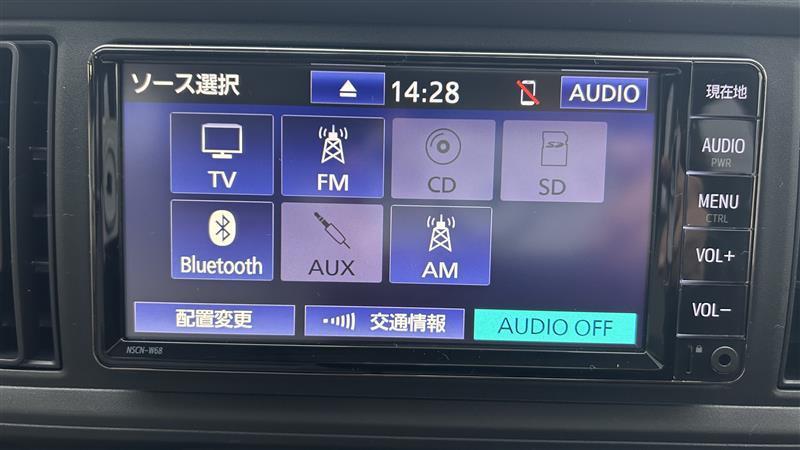 ソース選択
14:28
AUDIO
TV
FM
CD
SD
Bluetooth
AUX
AM
配置変更
交通情報
AUDIO OFF
NSCN-W68
現在地
AUDIO
PWR
MENU
CTRL
VOL+
VOL−